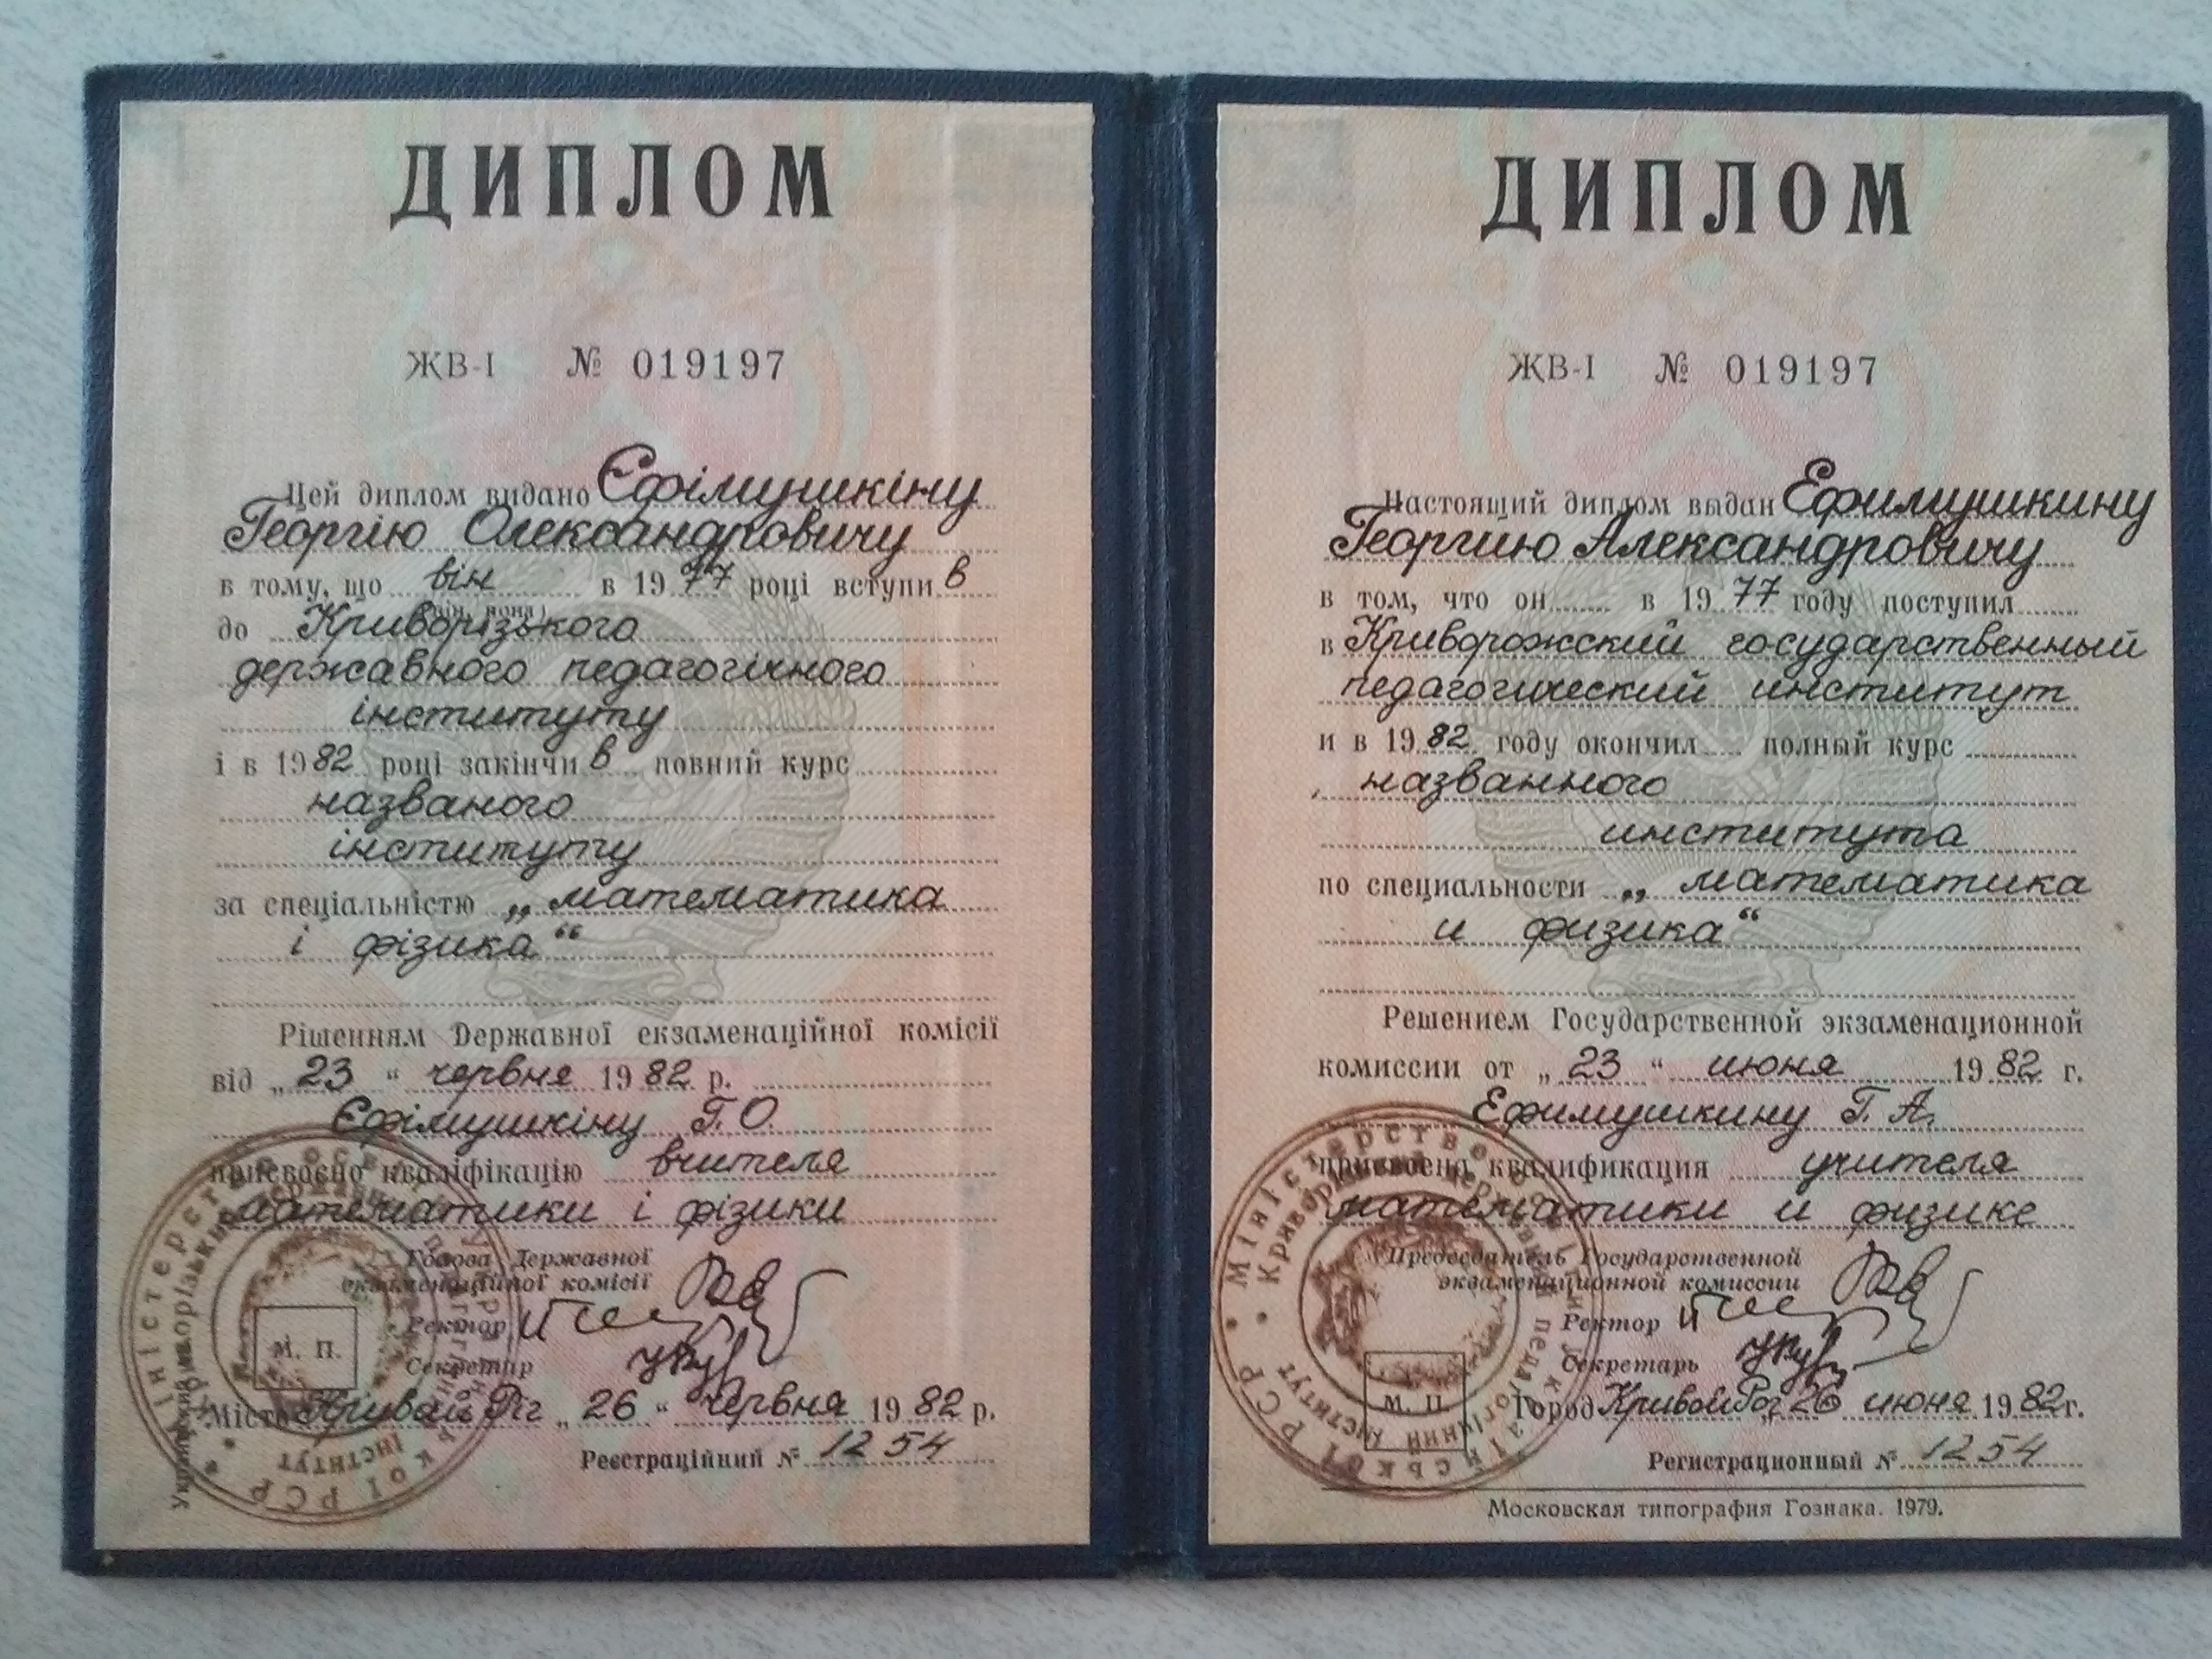 ДИПЛОМ
ЖВ-І № 019197
Цей диплом видано Єфімушкіну
Георгію Олександровичу
в тому, що він в 1977 році вступив
(він, вона)
до Криворізького
державного педагогічного
інституту
і в 1982 році закінчив повний курс
названого
інституту
за спеціальністю „математика
і фізика“
Рішенням Державної екзаменаційної комісії
від „23“ червня 1982 р.
Єфімушкіну Г. О.
присвоєно кваліфікацію вчителя
математики і фізики
Голова Державної
екзаменаційної комісії
Ректор
Секретар
М. П.
Місто Кривий Ріг „26“ червня 1982 р.
Реєстраційний № 1254
ДИПЛОМ
ЖВ-І № 019197
Настоящий диплом выдан Ефимушкину
Георгию Александровичу
в том, что он в 1977 году поступил
в Криворожский государственный
педагогический институт
и в 1982 году окончил полный курс
названного
института
по специальности „математика
и физика“
Решением Государственной экзаменационной
комиссии от „23“ июня 1982 г.
Ефимушкину Г. А.
присвоена квалификация учителя
математики и физике
Председатель Государственной
экзаменационной комиссии
Ректор
Секретарь
М. П.
Город Кривой Рог 26 июня 1982 г.
Регистрационный № 1254
Московская типография Гознака. 1979.